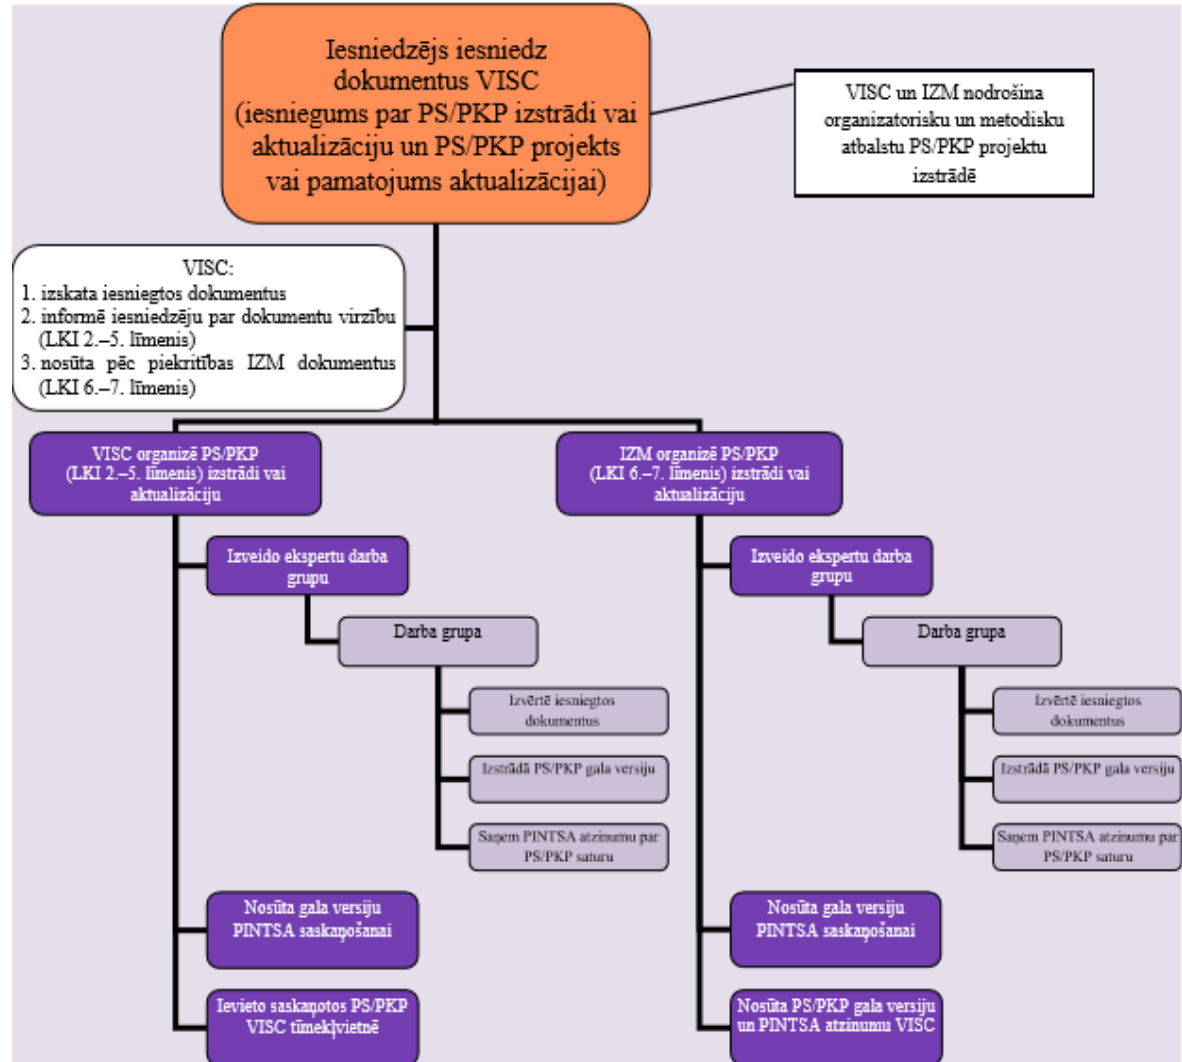 Iesniedzējs iesniedz
dokumentus VISC
(iesniegums par PS/PKP izstrādi vai
aktualizāciju un PS/PKP projekts
vai pamatojums aktualizācijai)
VISC un IZM nodrošina
organizatorisku un metodisku
atbalstu PS/PKP projektu
izstrādē
VISC:
1. izskata iesniegtos dokumentus
2. informē iesniedzēju par dokumentu virzību
(LKI 2.–5. līmenis)
3. nosūta pēc piekritības IZM dokumentus
(LKI 6.–7. līmenis)
VISC organizē PS/PKP
(LKI 2.–5. līmenis) izstrādi vai
aktualizāciju
Izveido ekspertu darba
grupu
Darba grupa
Izvērtē iesniegtos
dokumentus
Izstrādā PS/PKP gala versiju
Saņem PINTSA atzinumu par
PS/PKP saturu
Nosūta gala versiju
PINTSA saskaņošanai
Ievieto saskaņotos PS/PKP
VISC tīmekļvietnē
IZM organizē PS/PKP
(LKI 6.–7. līmenis) izstrādi vai
aktualizāciju
Izveido ekspertu darba
grupu
Darba grupa
Izvērtē iesniegtos
dokumentus
Izstrādā PS/PKP gala versiju
Saņem PINTSA atzinumu par
PS/PKP saturu
Nosūta gala versiju
PINTSA saskaņošanai
Nosūta PS/PKP gala versiju
un PINTSA atzinumu VISC